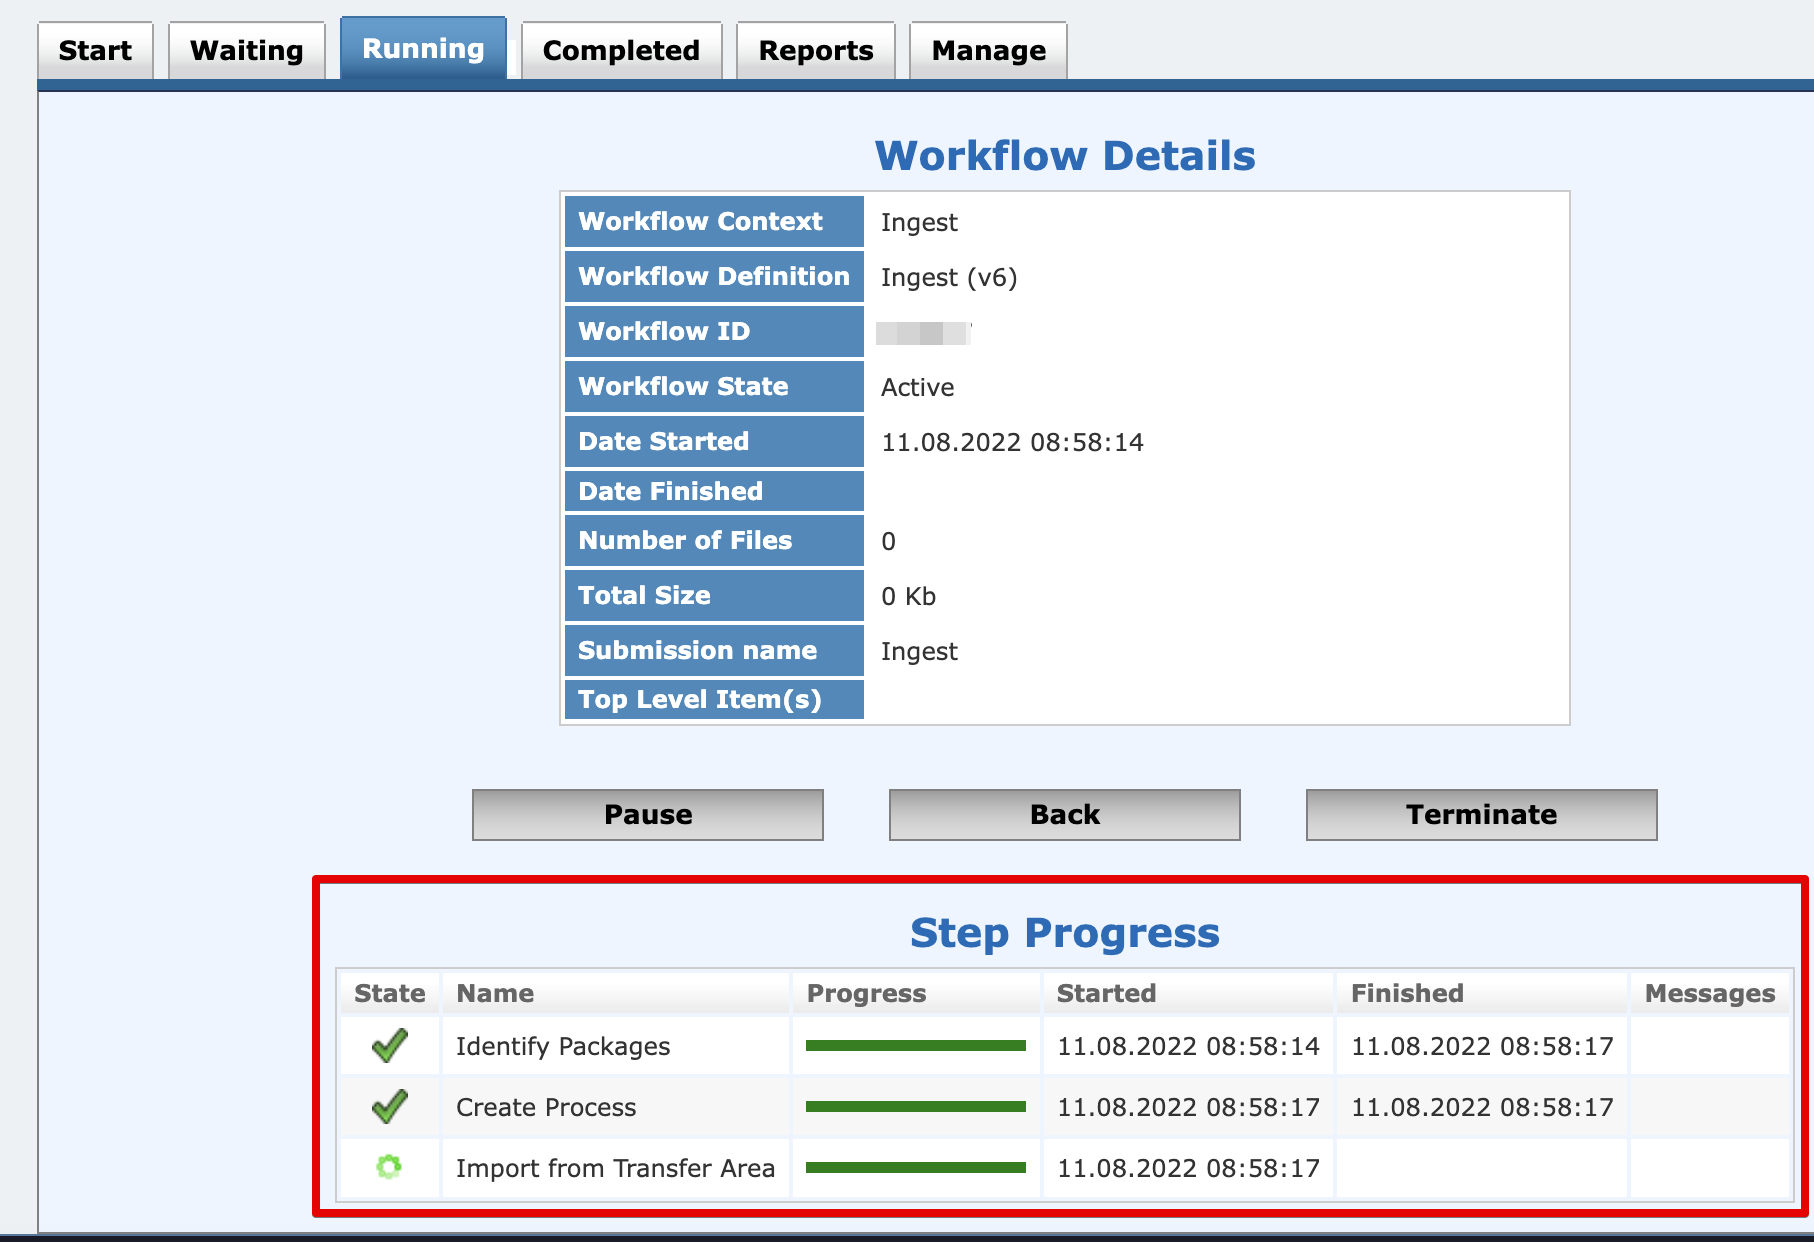 Start Waiting Running Completed Reports Manage
Workflow Details
Workflow Context Ingest
Workflow Definition Ingest (v6)
Workflow ID
Workflow State Active
Date Started 11.08.2022 08:58:14
Date Finished
Number of Files 0
Total Size 0 Kb
Submission name Ingest
Top Level Item(s)
Pause Back Terminate
Step Progress
State Name Progress Started Finished Messages
Identify Packages 11.08.2022 08:58:14 11.08.2022 08:58:17
Create Process 11.08.2022 08:58:17 11.08.2022 08:58:17
Import from Transfer Area 11.08.2022 08:58:17